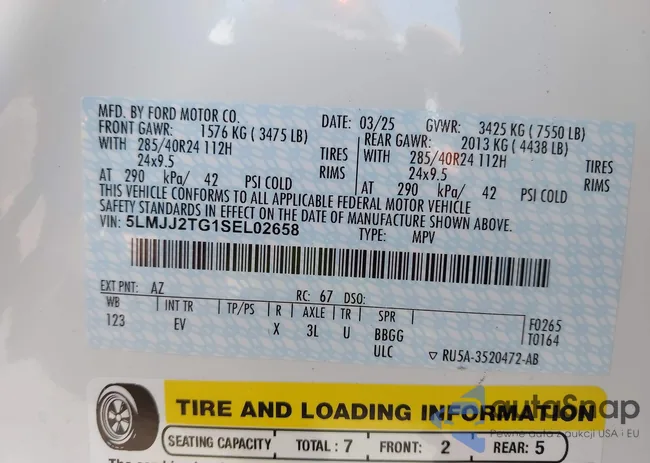 MFD. BY FORD MOTOR CO. DATE: 03/25 GVWR: 3425 KG ( 7550 LB)
FRONT GAWR: 1576 KG ( 3475 LB) REAR GAWR: 2013 KG ( 4438 LB)
WITH 285/40R24 112H TIRES WITH 285/40R24 112H TIRES
24x9.5 RIMS 24x9.5 RIMS
AT 290 kPa/ 42 PSI COLD AT 290 kPa/ 42 PSI COLD
THIS VEHICLE CONFORMS TO ALL APPLICABLE FEDERAL MOTOR VEHICLE
SAFETY STANDARDS IN EFFECT ON THE DATE OF MANUFACTURE SHOWN ABOVE.
VIN: 5LMJJ2TG1SEL02658 TYPE: MPV
EXT PNT: AZ RC: 67 DSO:
WB INT TR TP/PS R AXLE TR SPR F0265
123 EV X 3L U BBGG T0164
ULC ▽ RU5A-3520472-AB
TIRE AND LOADING INFORMATION
SEATING CAPACITY TOTAL : 7 FRONT: 2 REAR: 5
autoSnap
Pewne auta z aukcji USA i EU